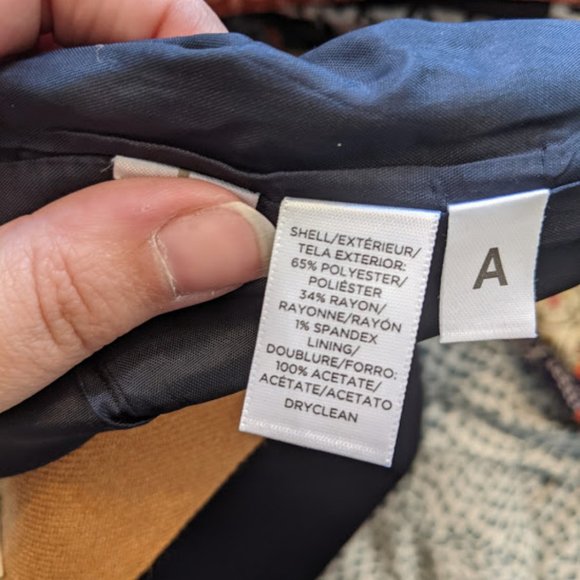 SHELL/EXTÉRIEUR/
TELA EXTERIOR:
65% POLYESTER/
POLIÉSTER
34% RAYON/
RAYONNE/RAYÓN
1% SPANDEX
LINING/
DOUBLURE/FORRO:
100% ACETATE/
ACÉTATE/ACETATO
DRYCLEAN
A